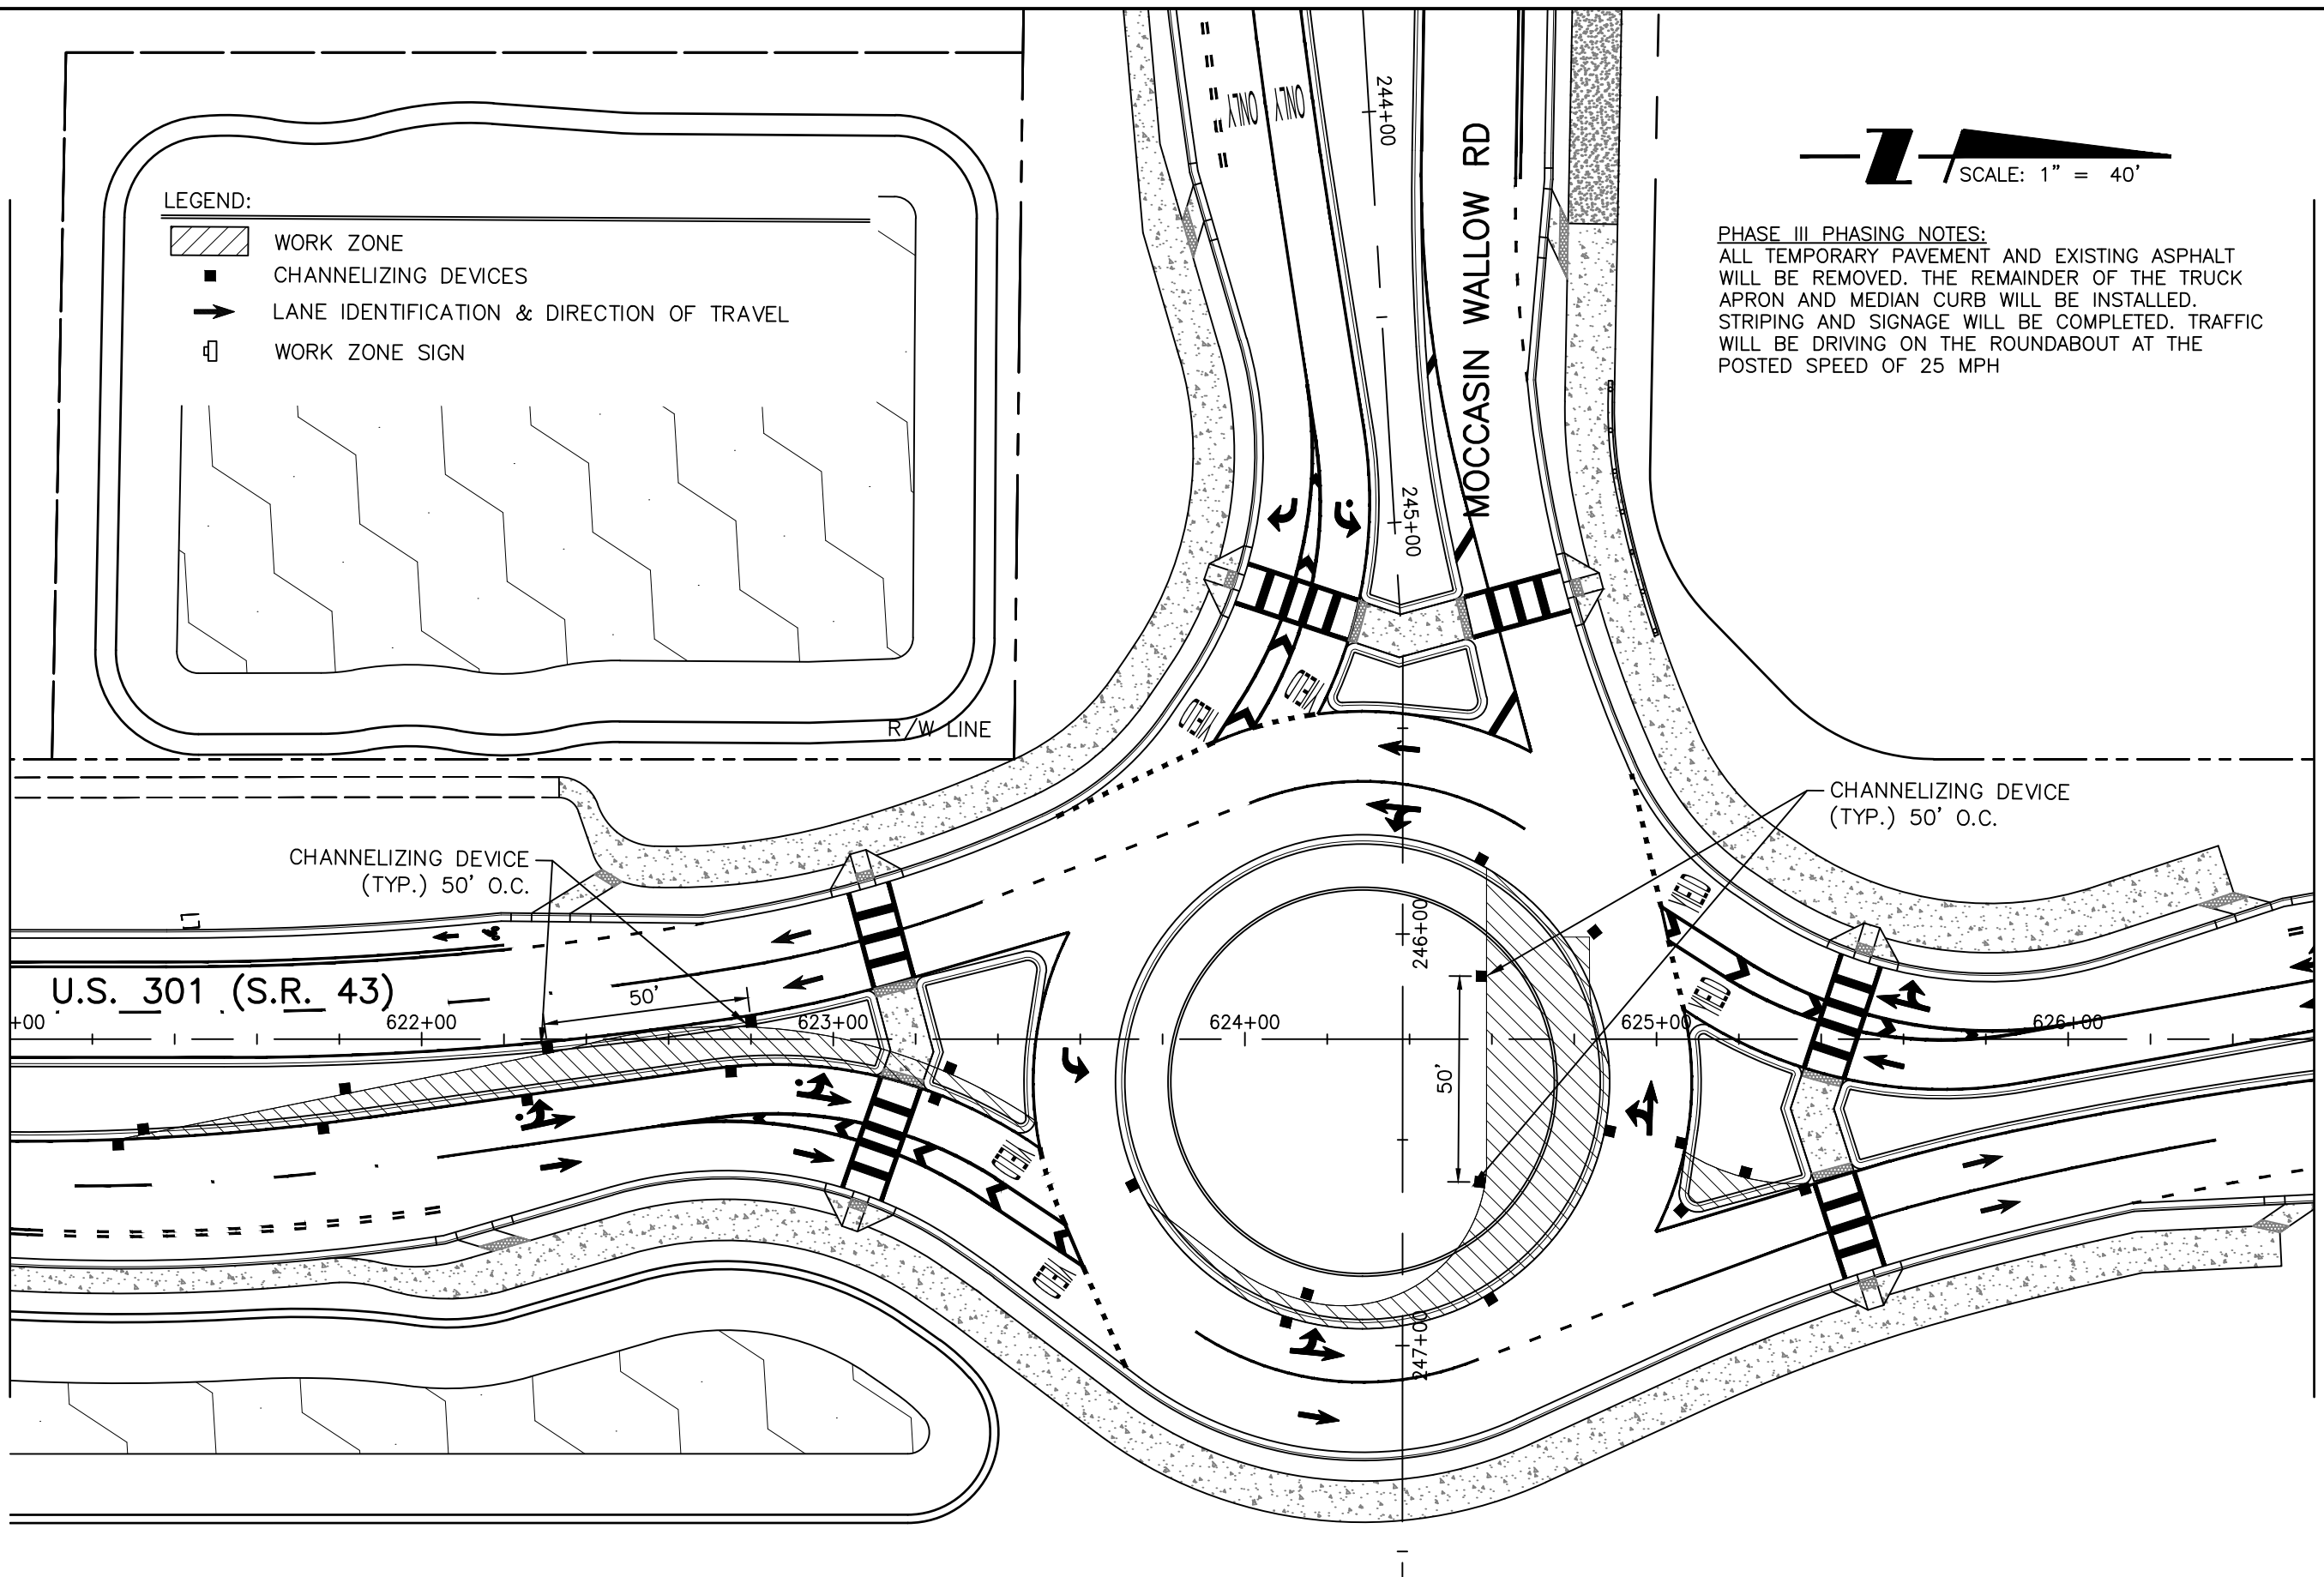 ONLY
ONLY
244+00
MOCCASIN WALLOW RD
SCALE: 1" = 40'
LEGEND:
WORK ZONE
CHANNELIZING DEVICES
LANE IDENTIFICATION & DIRECTION OF TRAVEL
WORK ZONE SIGN
PHASE III PHASING NOTES:
ALL TEMPORARY PAVEMENT AND EXISTING ASPHALT
WILL BE REMOVED. THE REMAINDER OF THE TRUCK
APRON AND MEDIAN CURB WILL BE INSTALLED.
STRIPING AND SIGNAGE WILL BE COMPLETED. TRAFFIC
WILL BE DRIVING ON THE ROUNDABOUT AT THE
POSTED SPEED OF 25 MPH
245+00
R/W LINE
YIELD
YIELD
CHANNELIZING DEVICE
(TYP.) 50' O.C.
CHANNELIZING DEVICE
(TYP.) 50' O.C.
YIELD
YIELD
246+00
U.S. 301 (S.R. 43)
50'
+00
622+00
623+00
624+00
625+00
626+00
50'
YIELD
YIELD
247+00